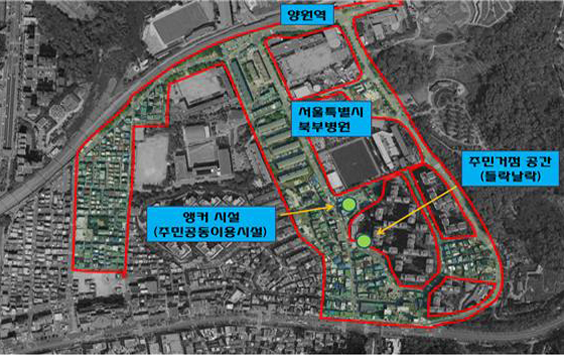 양원역
서울특별시
북부병원
주민거점 공간
(들락날락)
앵커 시설
(주민공동이용시설)